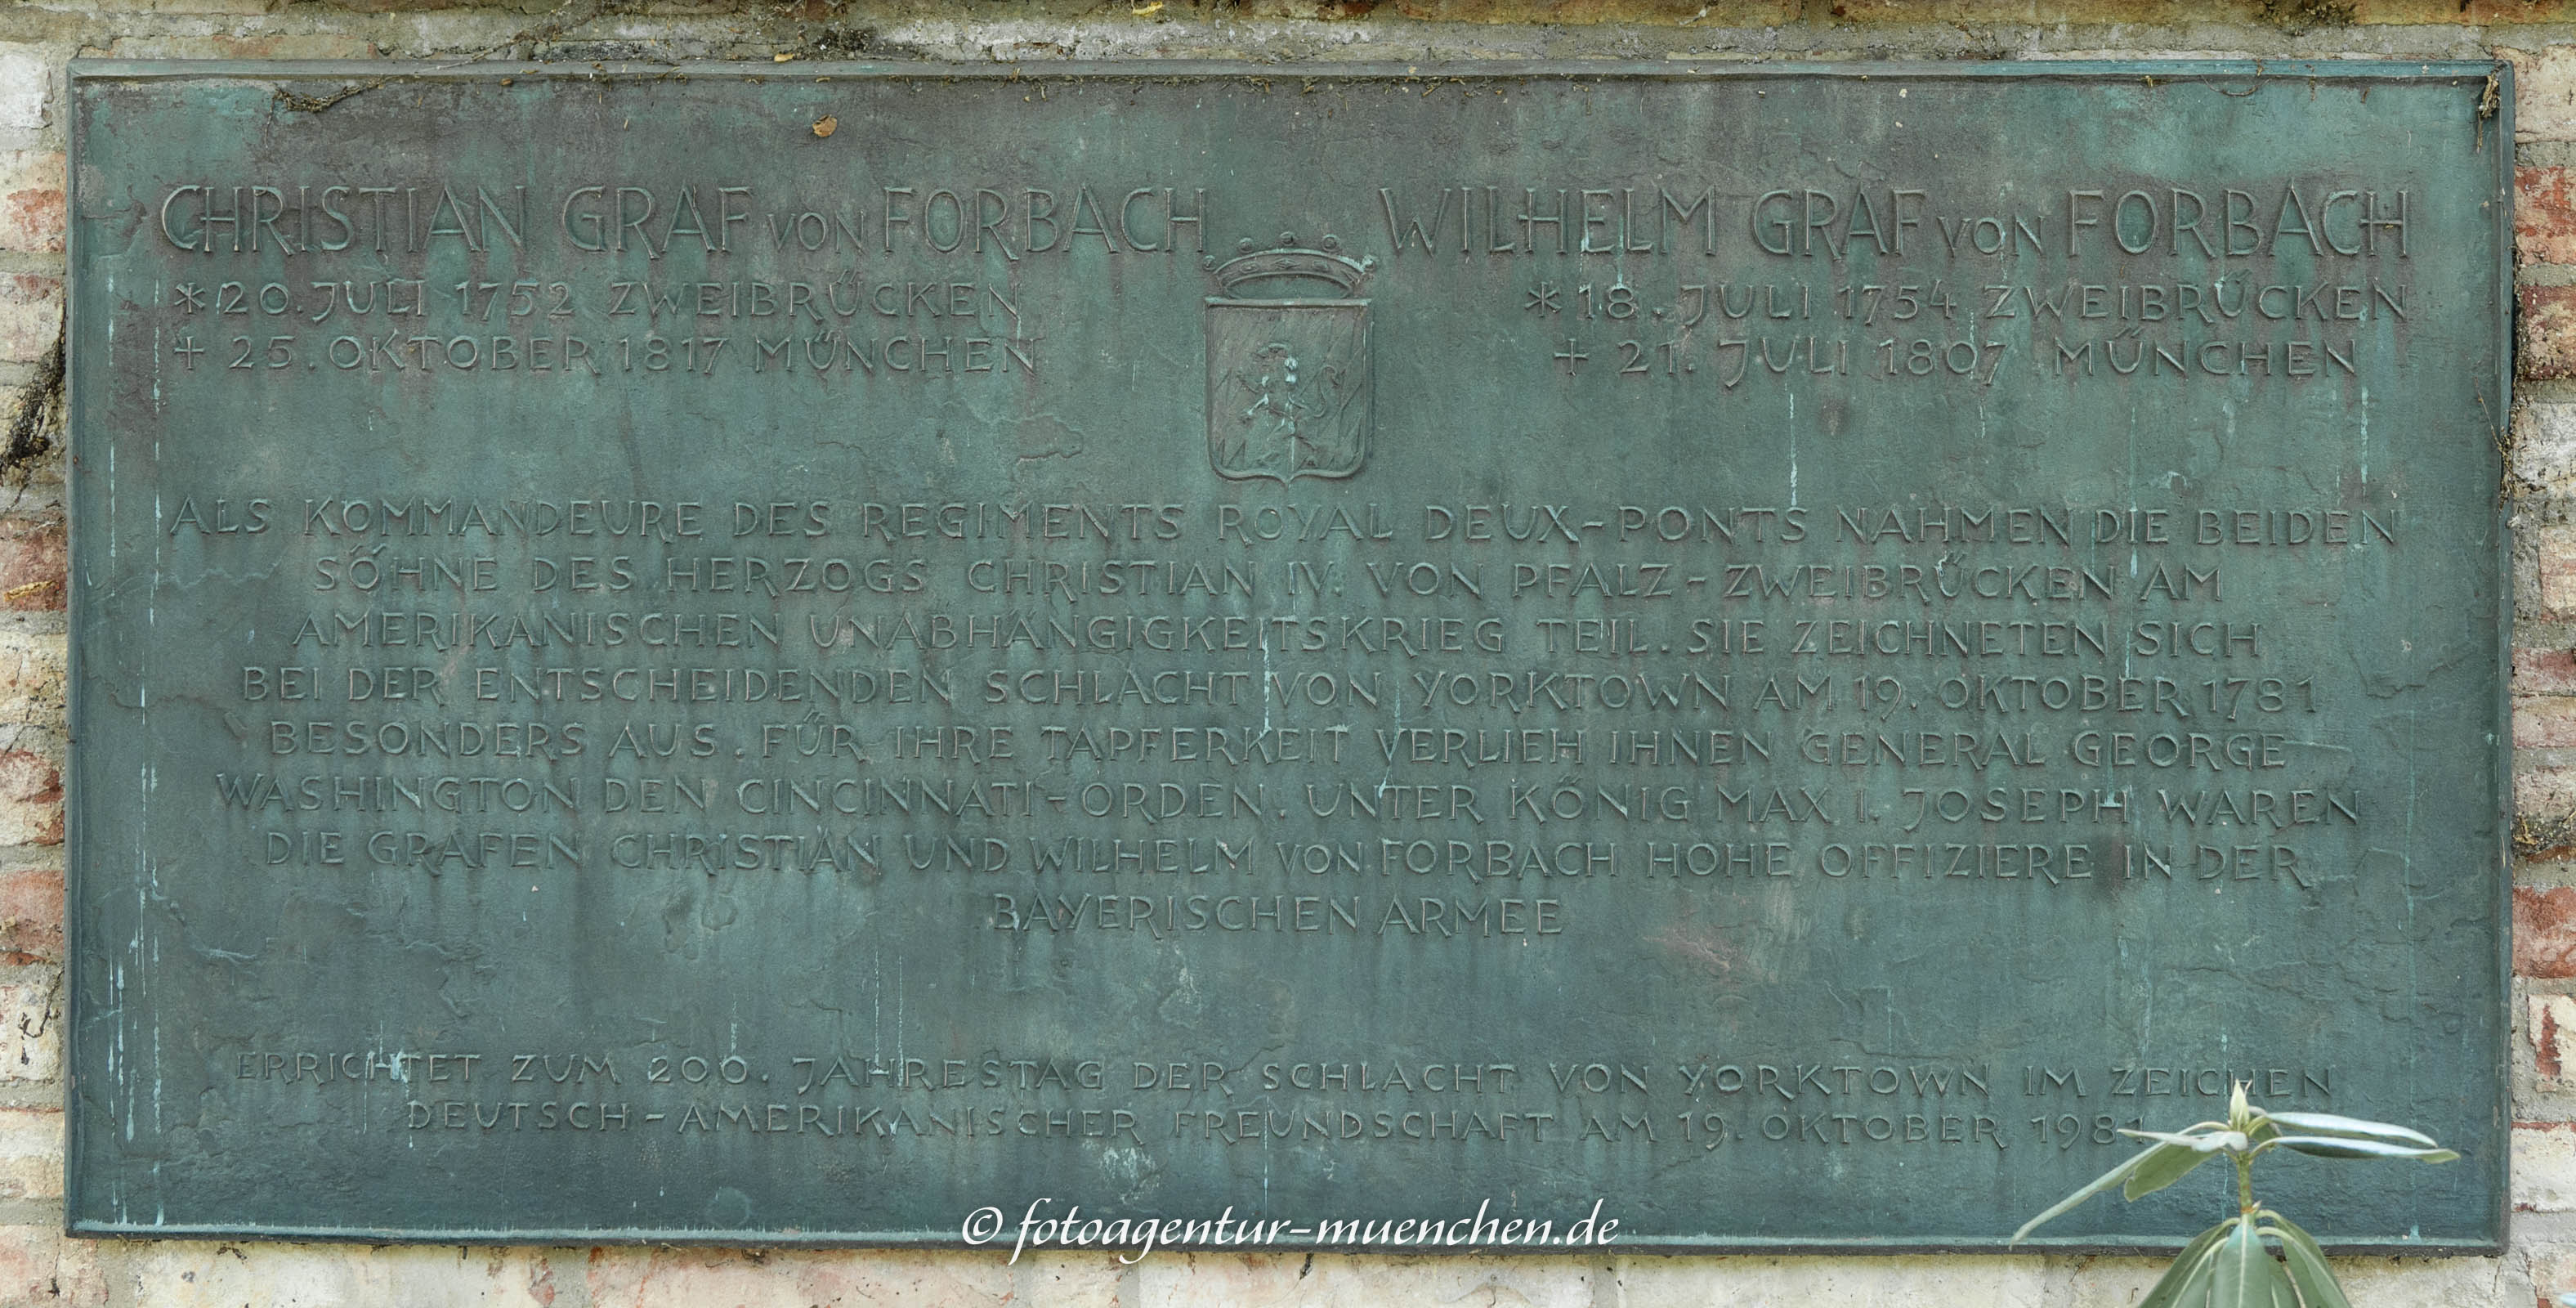 CHRISTIAN GRAF VON FORBACH
* 20. JULI 1752 ZWEIBRÜCKEN
+ 25. OKTOBER 1817 MÜNCHEN
WILHELM GRAF VON FORBACH
* 18. JULI 1754 ZWEIBRÜCKEN
+ 21. JULI 1807 MÜNCHEN
ALS KOMMANDEURE DES REGIMENTS ROYAL DEUX-PONTS NAHMEN DIE BEIDEN
SÖHNE DES HERZOGS CHRISTIAN IV. VON PFALZ-ZWEIBRÜCKEN AM
AMERIKANISCHEN UNABHÄNGIGKEITSKRIEG TEIL. SIE ZEICHNETEN SICH
BEI DER ENTSCHEIDENDEN SCHLACHT VON YORKTOWN AM 19. OKTOBER 1781
BESONDERS AUS. FÜR IHRE TAPFERKEIT VERLIEH IHNEN GENERAL GEORGE
WASHINGTON DEN CINCINNATI-ORDEN. UNTER KÖNIG MAX I. JOSEPH WAREN
DIE GRAFEN CHRISTIAN UND WILHELM VON FORBACH HOHE OFFIZIERE IN DER
BAYERISCHEN ARMEE
ERRICHTET ZUM 200. JAHRESTAG DER SCHLACHT VON YORKTOWN IM ZEICHEN
DEUTSCH-AMERIKANISCHER FREUNDSCHAFT AM 19. OKTOBER 1981
© fotoagentur-muenchen.de